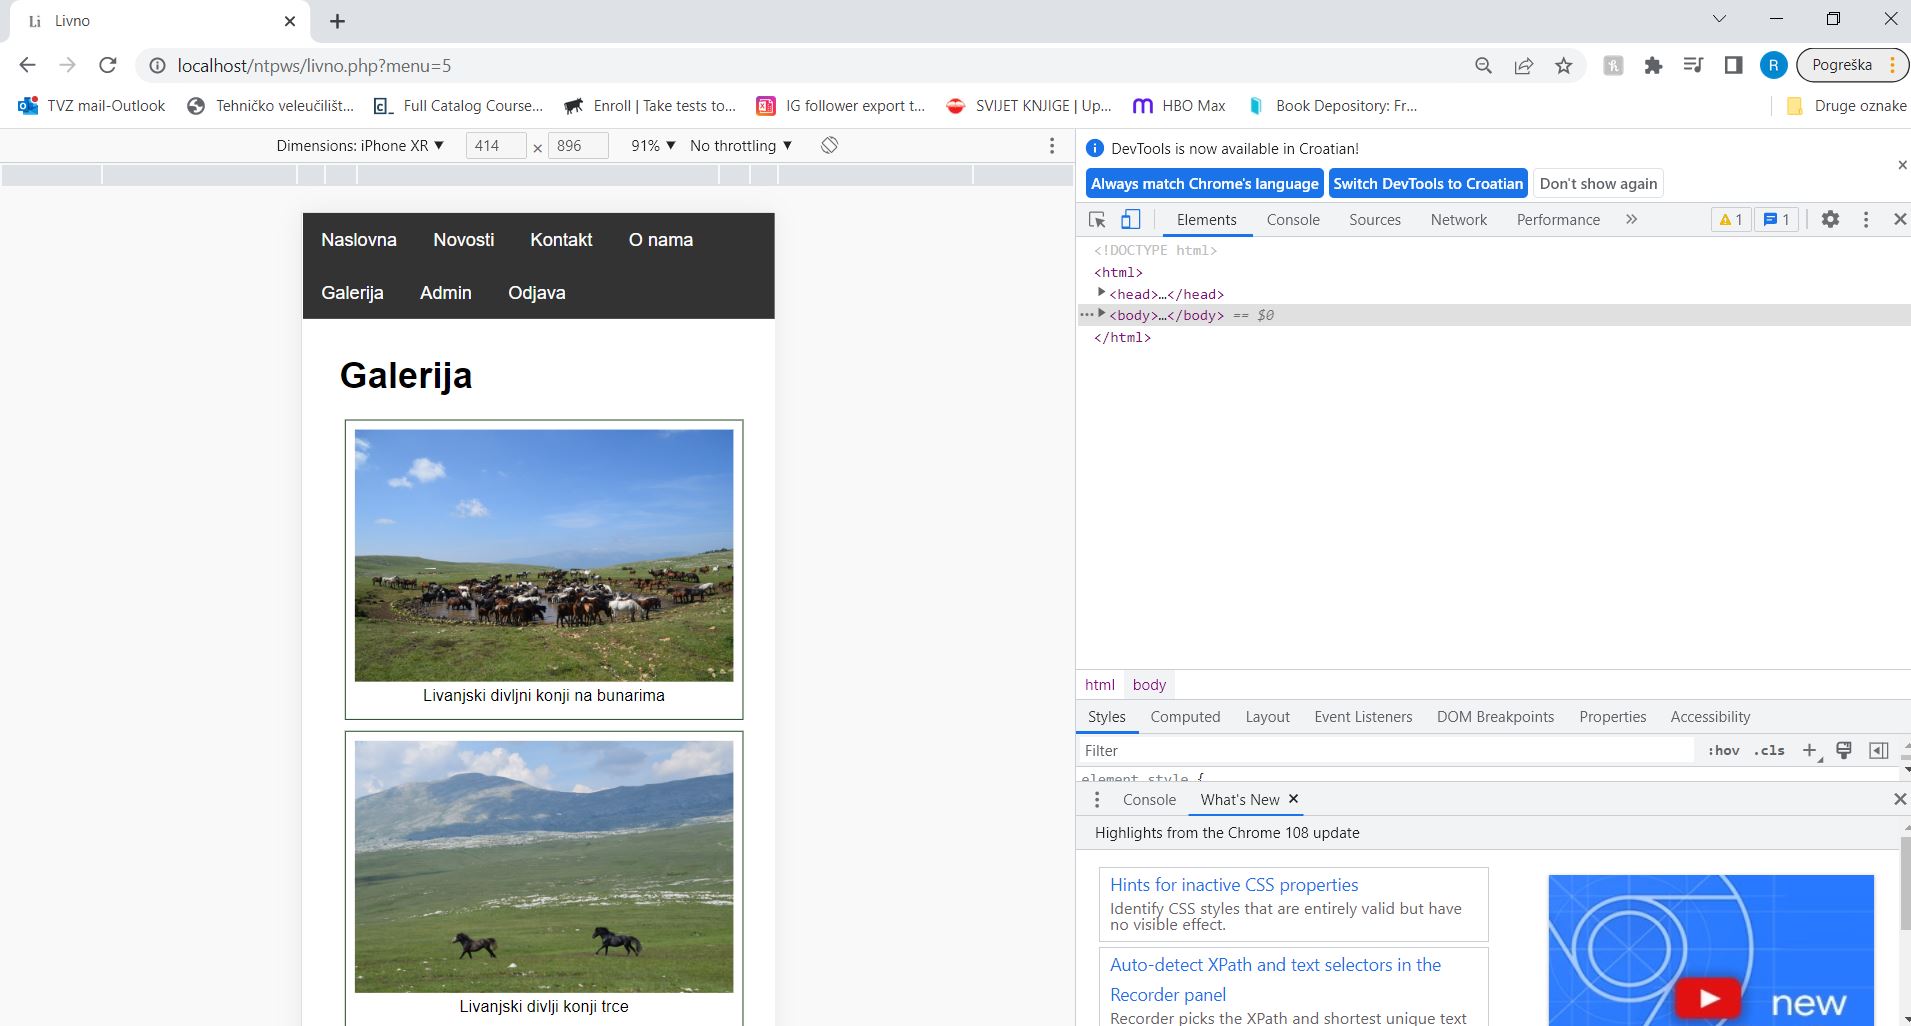 Li Livno
localhost/ntpws/livno.php?menu=5
R Pogreška
TVZ mail-Outlook Tehničko veleučilišt... Full Catalog Course... Enroll | Take tests to... IG follower export t... SVIJET KNJIGE | Up... HBO Max Book Depository: Fr... Druge oznake
Dimensions: iPhone XR ▼ 414 × 896 91% ▼ No throttling ▼
Naslovna Novosti Kontakt O nama
Galerija Admin Odjava
Galerija
Livanjski divljni konji na bunarima
Livanjski divlji konji trce
DevTools is now available in Croatian!
Always match Chrome's language Switch DevTools to Croatian Don't show again
Elements Console Sources Network Performance » 1 1
<!DOCTYPE html>
<html>
<head>…</head>
<body>…</body> == $0
</html>
html body
Styles Computed Layout Event Listeners DOM Breakpoints Properties Accessibility
Filter :hov .cls +
element.style {
Console What's New
Highlights from the Chrome 108 update
Hints for inactive CSS properties
Identify CSS styles that are entirely valid but have
no visible effect.
Auto-detect XPath and text selectors in the
Recorder panel
Recorder picks the XPath and shortest unique text
new